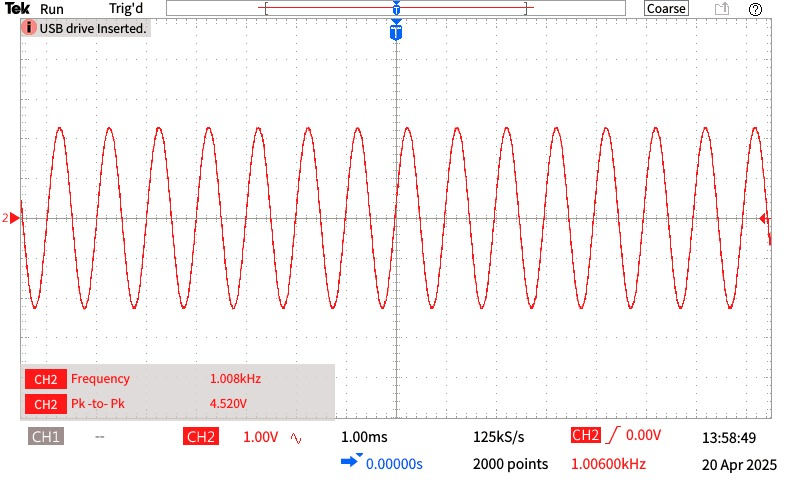 Tek Run Trig'd T Coarse ?
i USB drive Inserted.
T
2
CH2 Frequency 1.008kHz
CH2 Pk -to- Pk 4.520V
CH1 -- CH2 1.00V 1.00ms 125kS/s CH2 0.00V 13:58:49
0.00000s 2000 points 1.00600kHz 20 Apr 2025